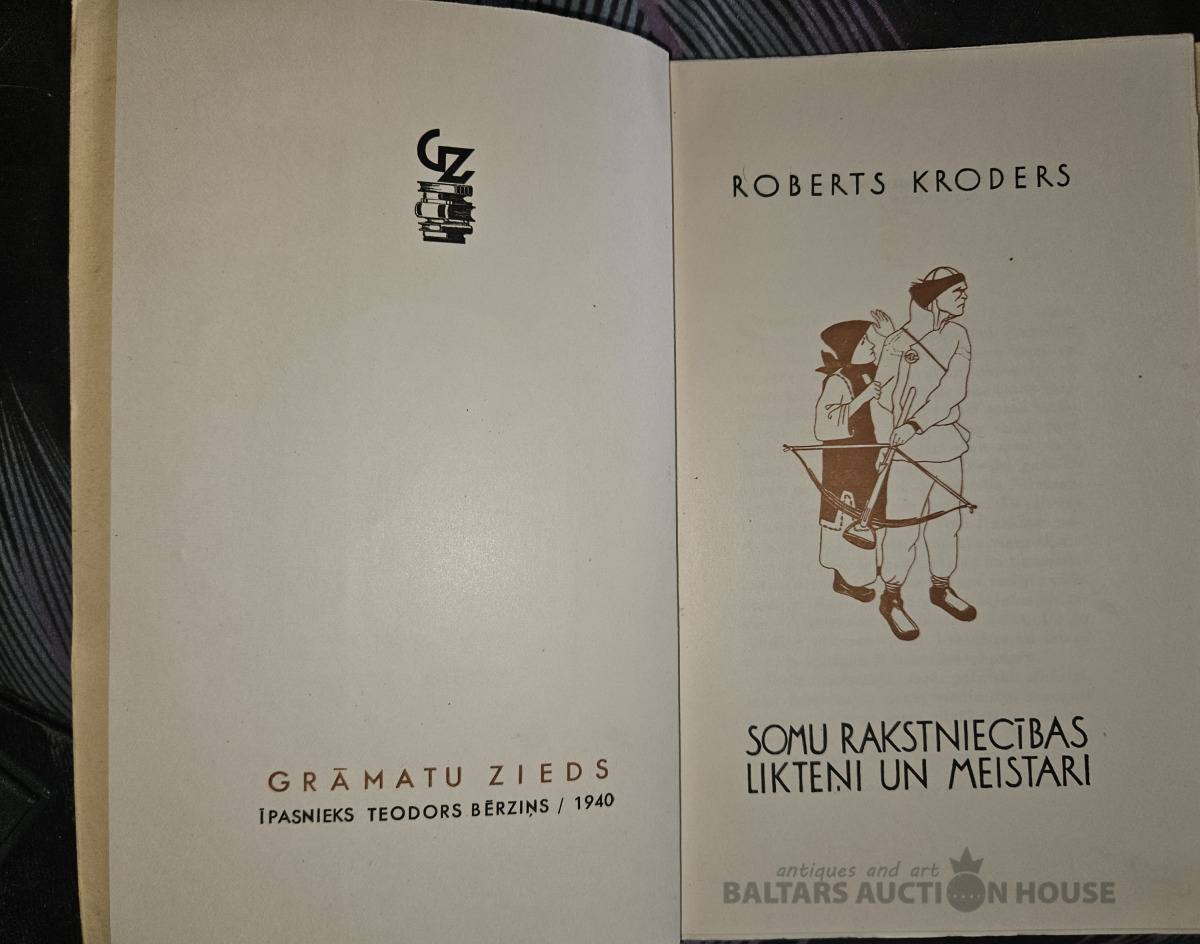 GZ
GRĀMATU ZIEDS
ĪPASNIEKS TEODORS BĒRZIŅS / 1940
ROBERTS KRODERS
SOMU RAKSTNIECĪBAS
LIKTEŅI UN MEISTARI
antiques and art
BALTARS AUCTION HOUSE